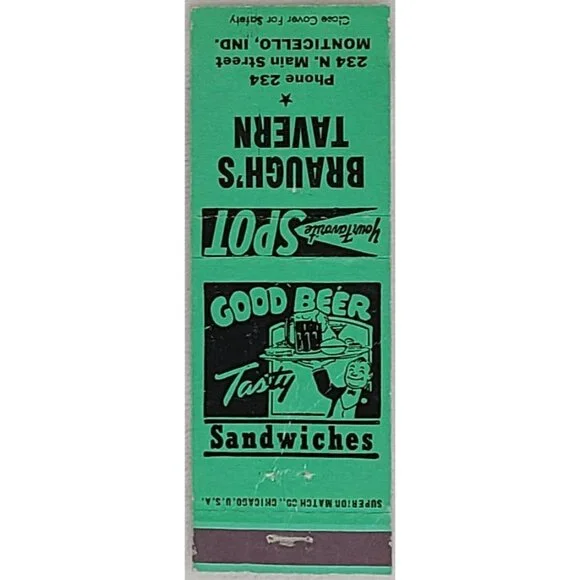 Close Cover For Safety
MONTICELLO, IND.
234 N. Main Street
Phone 234
BRAUGH'S
TAVERN
Your Favorite
SPOT
GOOD BEER
Tasty
Sandwiches
SUPERIOR MATCH CO., CHICAGO, U.S.A.